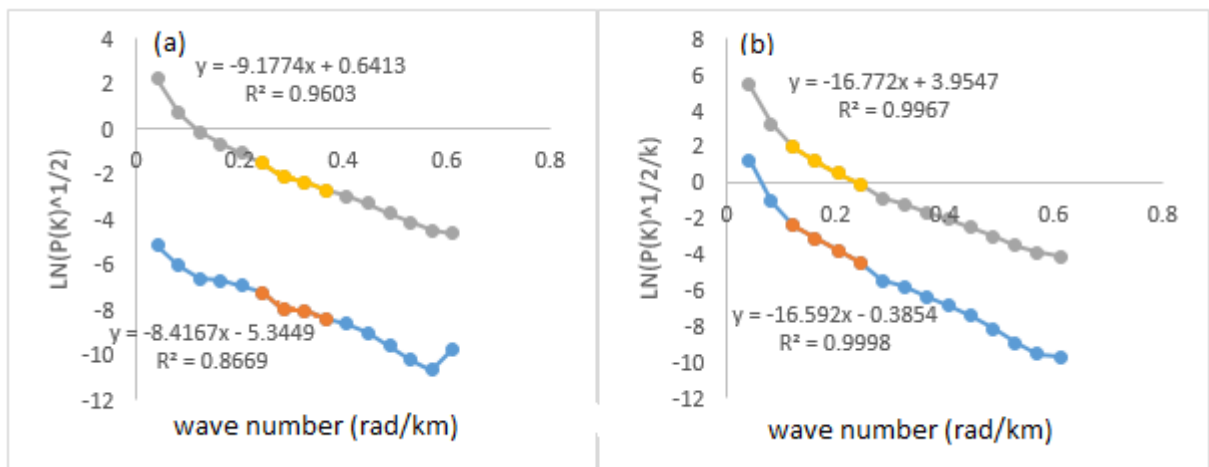 (a)
y = -9.1774x + 0.6413
R² = 0.9603
4
2
0
-2
-4
-6
-8
-10
-12
0
0.2
0.4
0.6
0.8
LN(P(K)^1/2)
y = -8.4167x - 5.3449
R² = 0.8669
wave number (rad/km)
(b)
y = -16.772x + 3.9547
R² = 0.9967
8
6
4
2
0
-2
-4
-6
-8
-10
-12
0
0.2
0.4
0.6
0.8
LN(P(K)^1/2/k)
y = -16.592x - 0.3854
R² = 0.9998
wave number (rad/km)